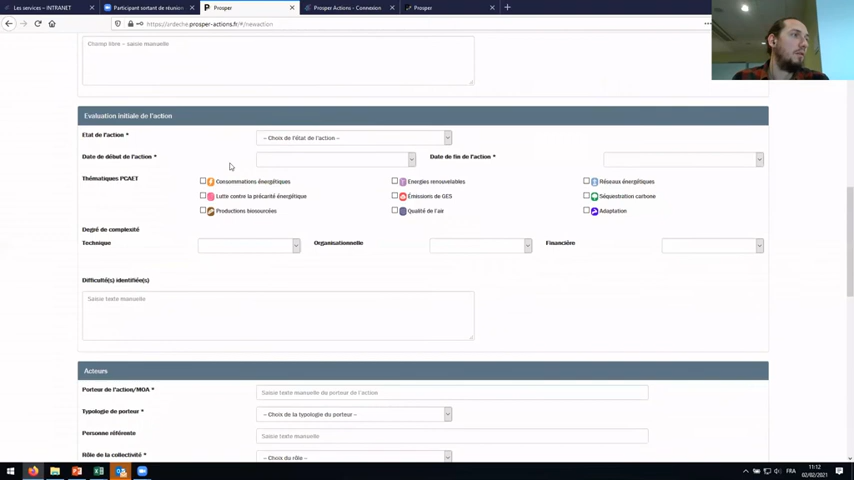 Les services – INTRANET
Participant sortant de réunion
Prosper
Prosper Actions - Connexion
Prosper
https://ardeche.prosper-actions.fr/#/newaction
Champ libre – saisie manuelle
Evaluation initiale de l'action
Etat de l'action *
– Choix de l'état de l'action –
Date de début de l'action *
Date de fin de l'action *
Thématiques PCAET
Consommations énergétiques
Energies renouvelables
Réseaux énergétiques
Lutte contre la précarité énergétique
Émissions de GES
Séquestration carbone
Productions biosourcées
Qualité de l'air
Adaptation
Degré de complexité
Technique
Organisationnelle
Financière
Difficulté(s) identifiée(s)
Saisie texte manuelle
Acteurs
Porteur de l'action/MOA *
Saisie texte manuelle du porteur de l'action
Typologie de porteur *
– Choix de la typologie du porteur –
Personne référente
Saisie texte manuelle
Rôle de la collectivité *
– Choix du rôle –
FRA
11:12
02/02/2021